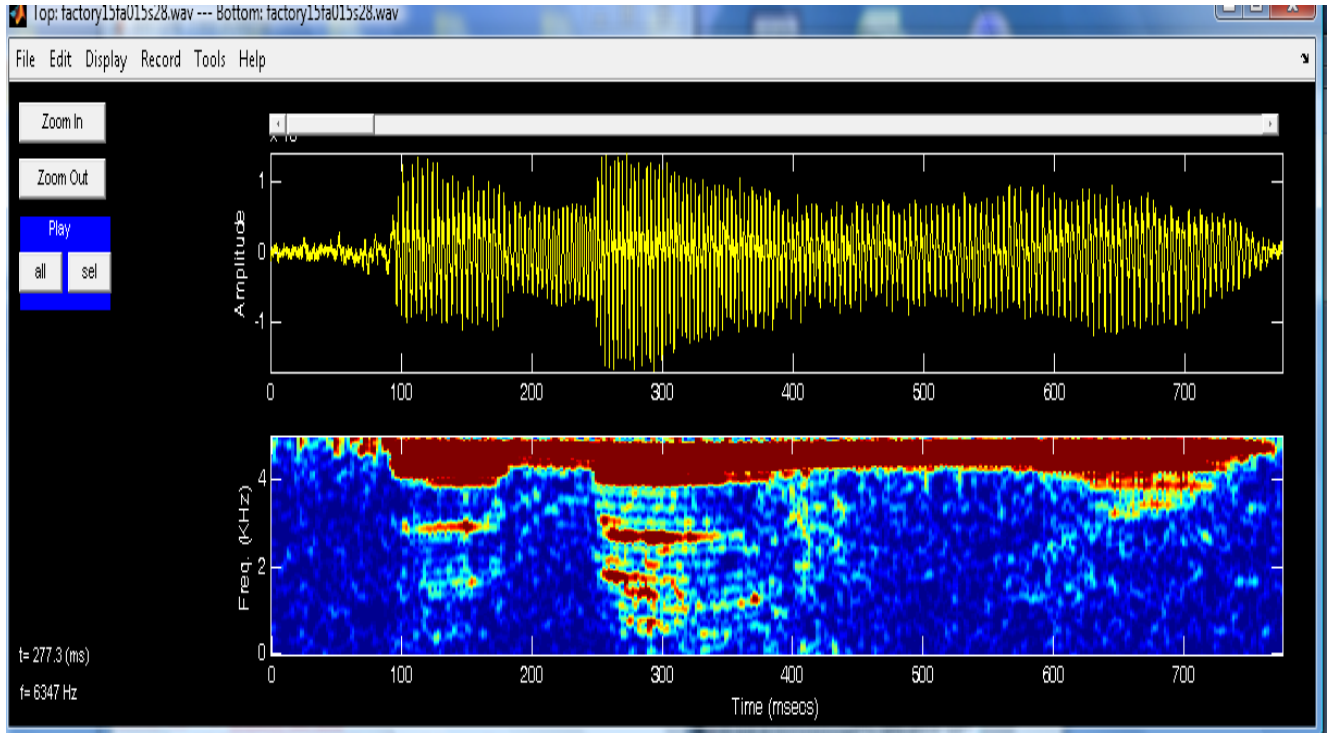 Top: factory15fa015s28.wav --- Bottom: factory15fa015s28.wav
File Edit Display Record Tools Help
Zoom In
Zoom Out
Play
all sel
Amplitude
1
0
-1
0 100 200 300 400 500 600 700
Freq. (KHz)
4
2
0
0 100 200 300 400 500 600 700
Time (msecs)
t= 277.3 (ms)
f= 6347 Hz